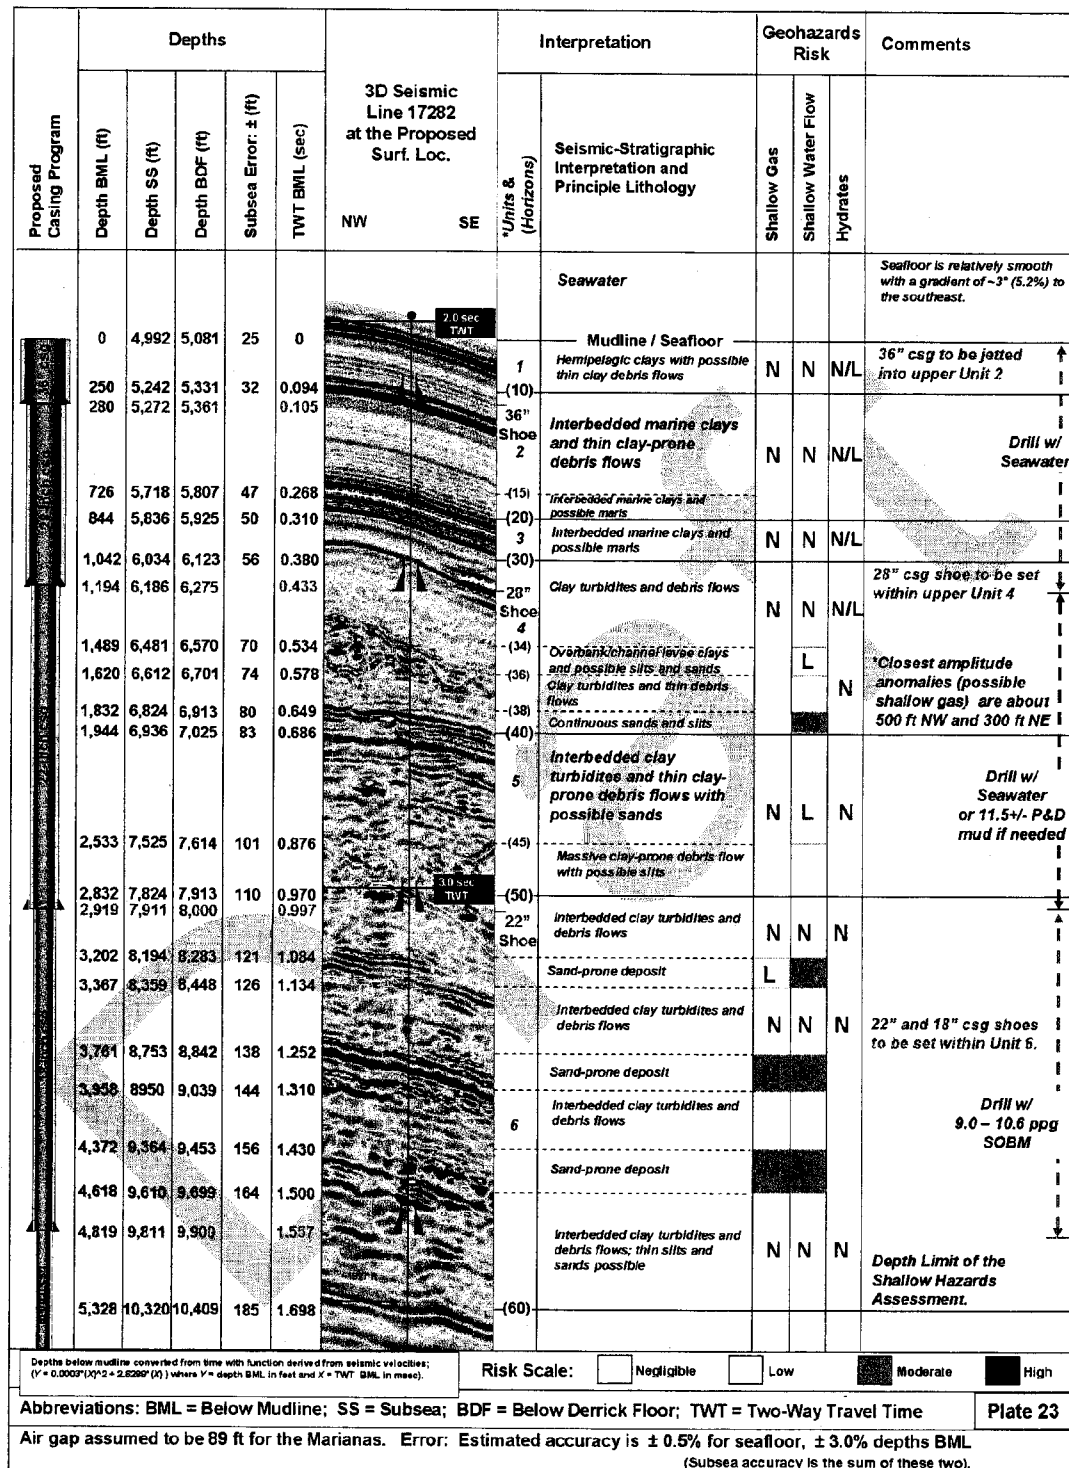 Proposed Casing Program
Depths
Depth BML (ft)
Depth SS (ft)
Depth BDF (ft)
Subsea Error: ± (ft)
TWT BML (sec)
3D Seismic
Line 17282
at the Proposed
Surf. Loc.
NW SE
Interpretation
*Units &
(Horizons)
Seismic-Stratigraphic
Interpretation and
Principle Lithology
Geohazards
Risk
Shallow Gas
Shallow Water Flow
Hydrates
Comments
Seawater
Seafloor is relatively smooth
with a gradient of ~3° (5.2%) to
the southeast.
2.0 sec
TWT
0 4,992 5,081 25 0
Mudline / Seafloor
1
Hemipelagic clays with possible
thin clay debris flows
N N N/L
36" csg to be jetted
into upper Unit 2
250 5,242 5,331 32 0.094
(10)
280 5,272 5,361 0.105
36"
Shoe
2
Interbedded marine clays
and thin clay-prone
debris flows
N N N/L
Drill w/
Seawater
726 5,718 5,807 47 0.268
(15)
Interbedded marine clays and
possible marls
844 5,836 5,925 50 0.310
(20)
3
Interbedded marine clays and
possible marls
N N N/L
1,042 6,034 6,123 56 0.380
(30)
1,194 6,186 6,275 0.433
28"
Shoe
4
Clay turbidites and debris flows
N N N/L
28" csg shoe to be set
within upper Unit 4
1,489 6,481 6,570 70 0.534
(34)
Overbank/channel levee clays
and possible silts and sands
L
1,620 6,612 6,701 74 0.578
(36)
Clay turbidites and thin debris
flows
N
*Closest amplitude
anomalies (possible
shallow gas) are about
500 ft NW and 300 ft NE
1,832 6,824 6,913 80 0.649
(38)
Continuous sands and silts
1,944 6,936 7,025 83 0.686
(40)
5
Interbedded clay
turbidites and thin clay-
prone debris flows with
possible sands
N L N
Drill w/
Seawater
or 11.5+/- P&D
mud if needed
2,533 7,525 7,614 101 0.876
(45)
Massive clay-prone debris flow
with possible silts
3.0 sec
TWT
2,832 7,824 7,913 110 0.970
(50)
2,919 7,911 8,000 0.997
22"
Shoe
Interbedded clay turbidites and
debris flows
N N N
3,202 8,194 8,283 121 1.084
Sand-prone deposit
L
3,367 8,359 8,448 126 1.134
Interbedded clay turbidites and
debris flows
N N N
22" and 18" csg shoes
to be set within Unit 6.
3,761 8,753 8,842 138 1.252
Sand-prone deposit
3,958 8950 9,039 144 1.310
6
Interbedded clay turbidites and
debris flows
Drill w/
9.0 – 10.6 ppg
SOBM
4,372 9,364 9,453 156 1.430
Sand-prone deposit
4,618 9,610 9,699 164 1.500
4,819 9,811 9,900 1.557
Interbedded clay turbidites and
debris flows; thin silts and
sands possible
N N N
Depth Limit of the
Shallow Hazards
Assessment.
5,328 10,320 10,409 185 1.698
(60)
Depths below mudline converted from time with function derived from seismic velocities;
(Y = 0.0003*(X)^2 + 2.6299*(X) ) where Y = depth BML in feet and X = TWT BML in msec).
Risk Scale: Negligible Low Moderate High
Abbreviations: BML = Below Mudline; SS = Subsea; BDF = Below Derrick Floor; TWT = Two-Way Travel Time
Plate 23
Air gap assumed to be 89 ft for the Marianas. Error: Estimated accuracy is ± 0.5% for seafloor, ± 3.0% depths BML
(Subsea accuracy is the sum of these two).